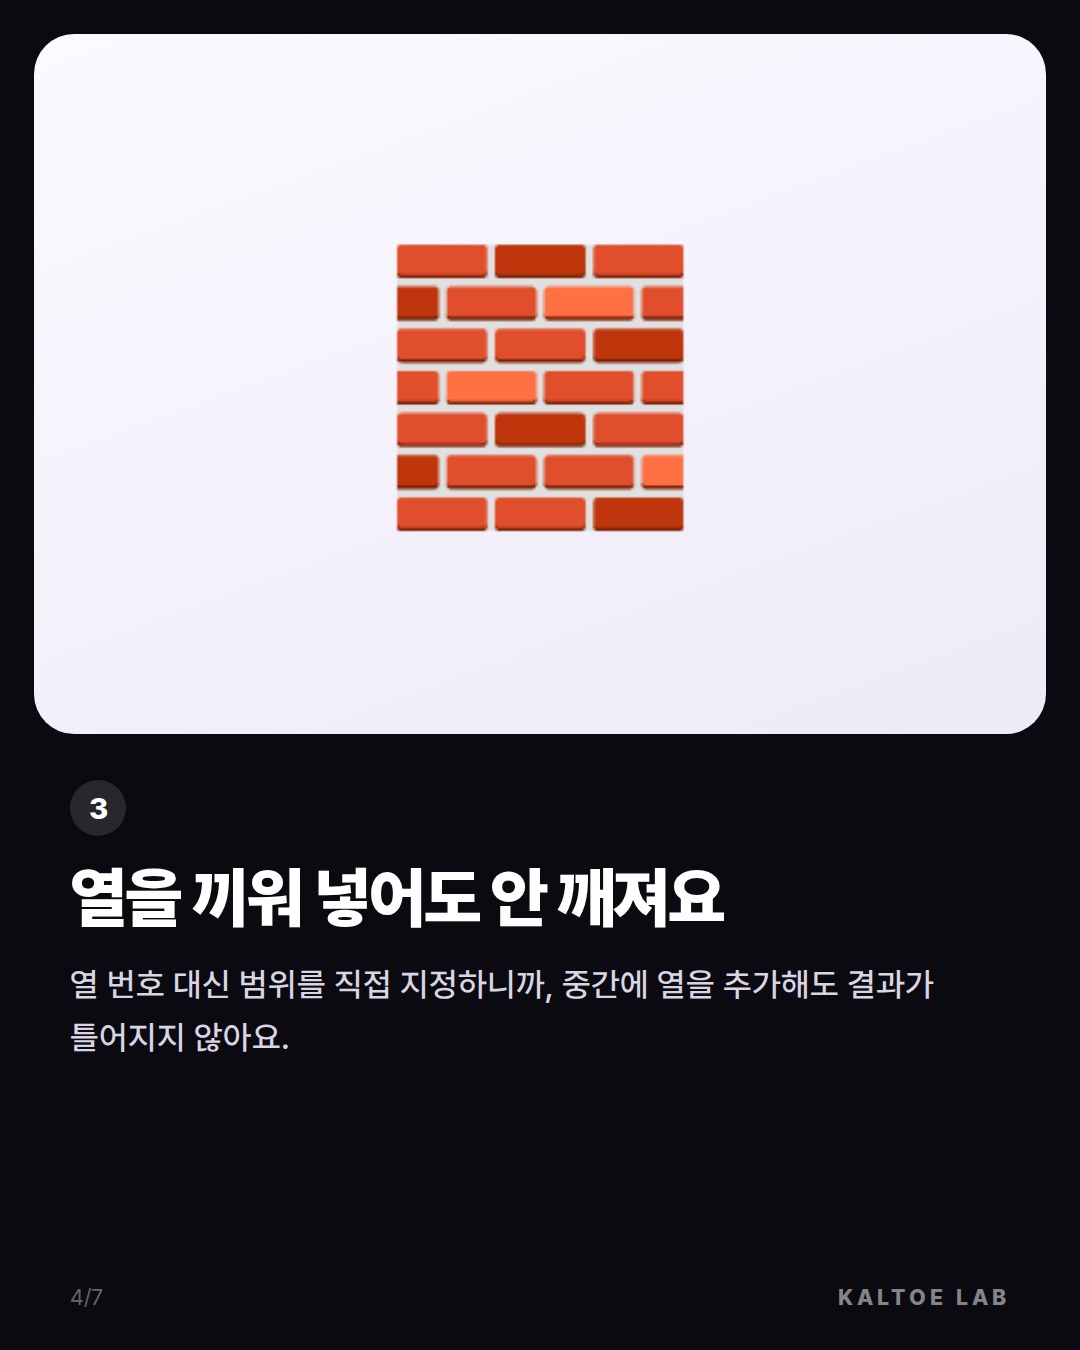 3
열을 끼워 넣어도 안 깨져요
열 번호 대신 범위를 직접 지정하니까, 중간에 열을 추가해도 결과가
틀어지지 않아요.
4/7
KALTOE LAB